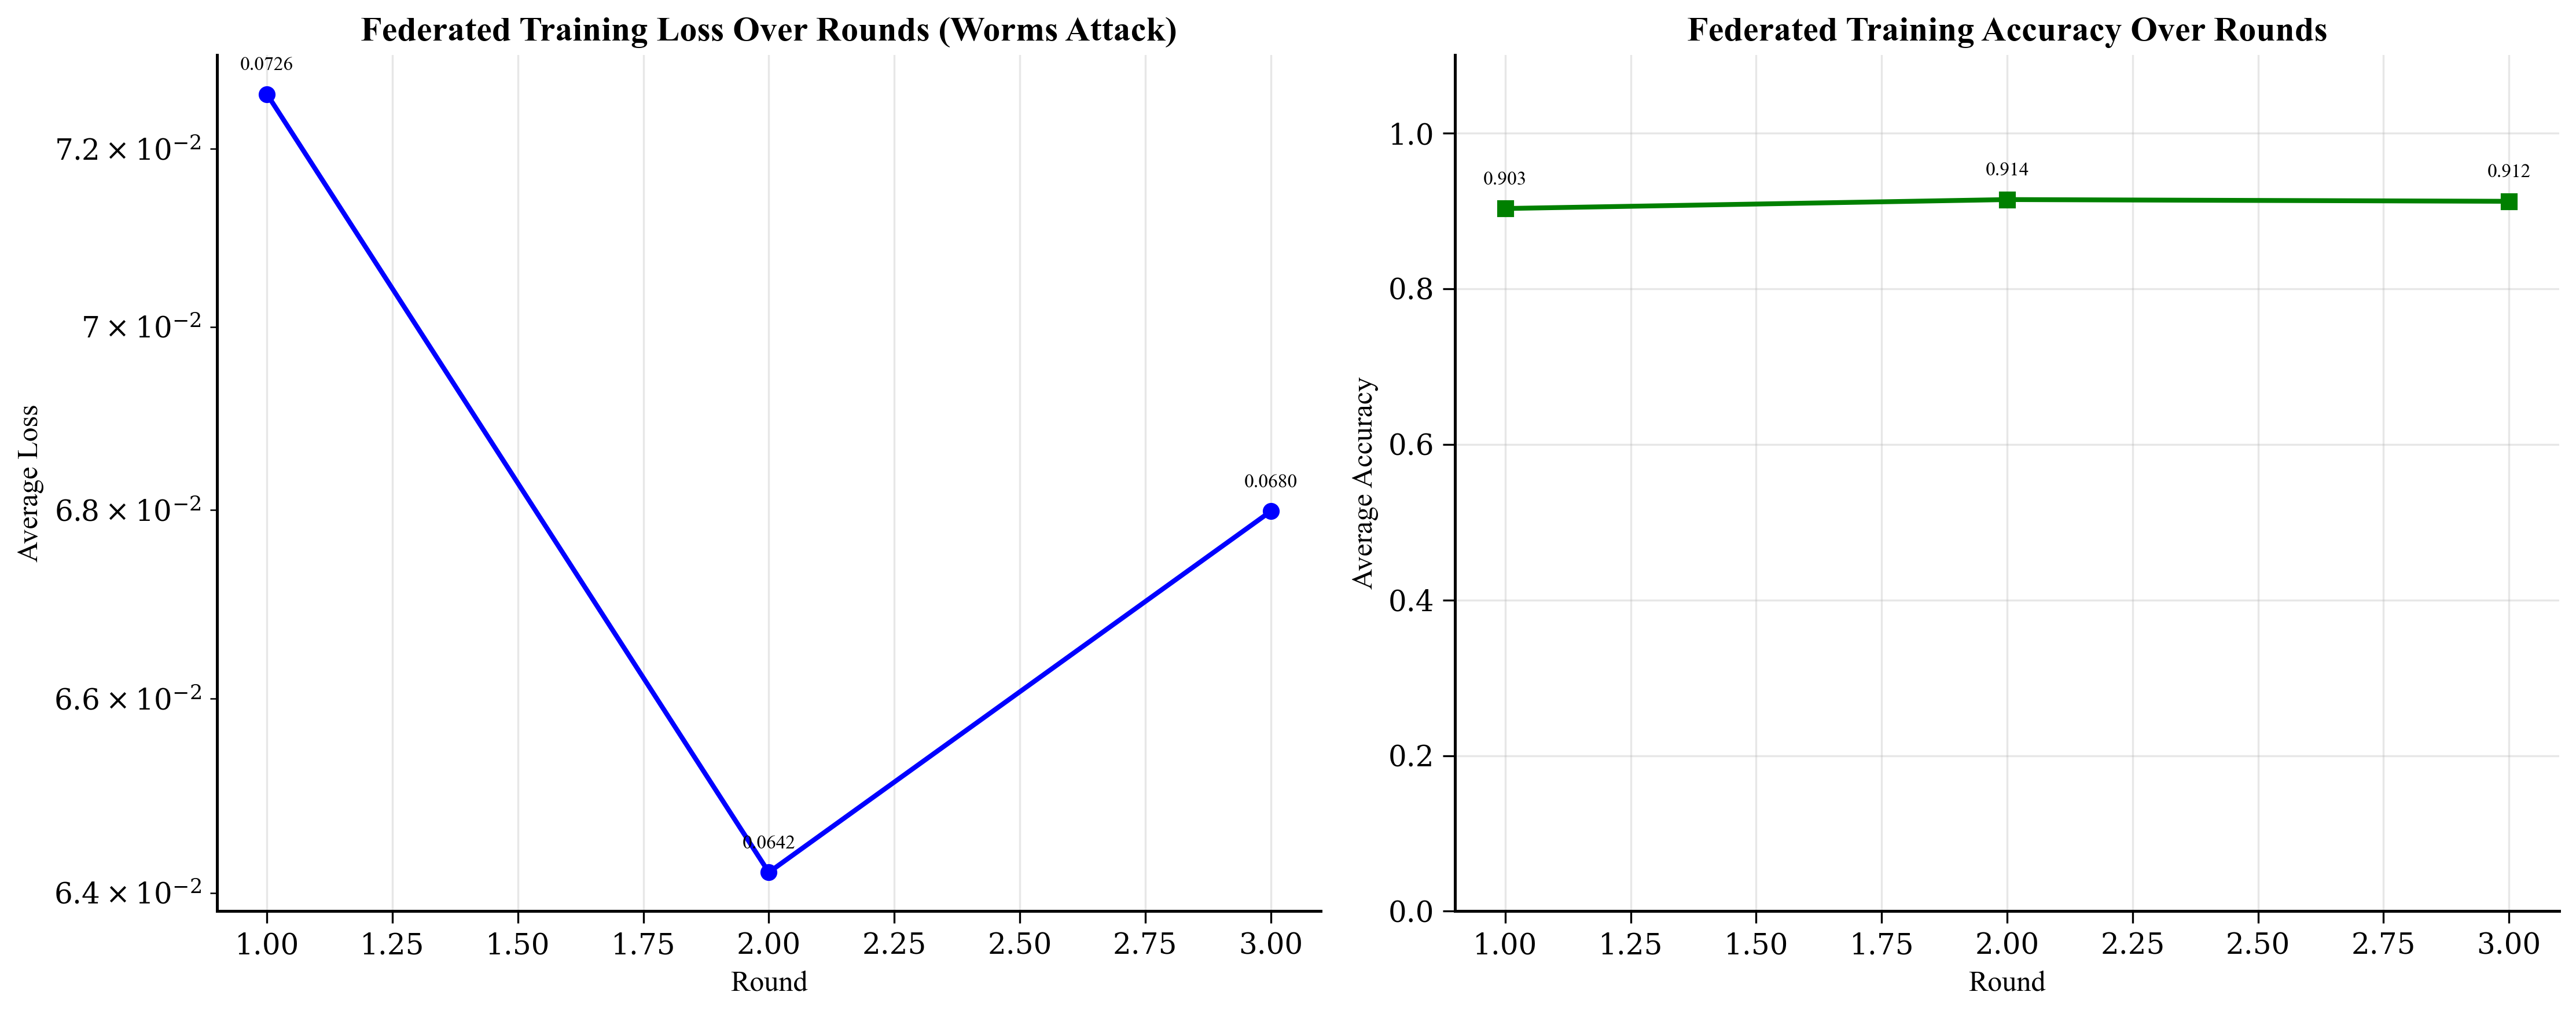 Federated Training Loss Over Rounds (Worms Attack)
0.0726
7.2 × 10⁻²
7 × 10⁻²
6.8 × 10⁻²
6.6 × 10⁻²
6.4 × 10⁻²
Average Loss
0.0642
0.0680
1.00 1.25 1.50 1.75 2.00 2.25 2.50 2.75 3.00
Round
Federated Training Accuracy Over Rounds
1.0
0.8
0.6
0.4
0.2
0.0
Average Accuracy
0.903
0.914
0.912
1.00 1.25 1.50 1.75 2.00 2.25 2.50 2.75 3.00
Round